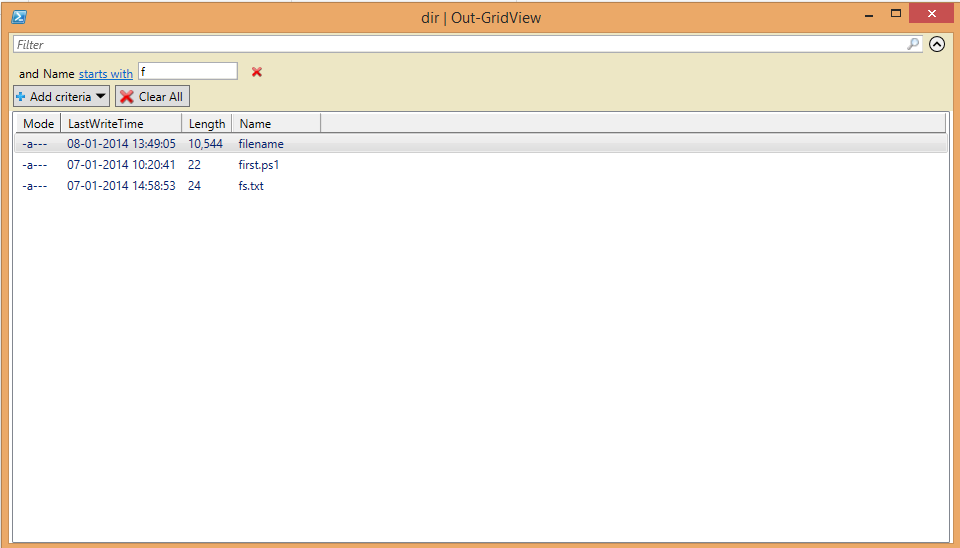 dir | Out-GridView
Filter
and Name starts with f
Add criteria Clear All
Mode LastWriteTime Length Name
-a--- 08-01-2014 13:49:05 10,544 filename
-a--- 07-01-2014 10:20:41 22 first.ps1
-a--- 07-01-2014 14:58:53 24 fs.txt